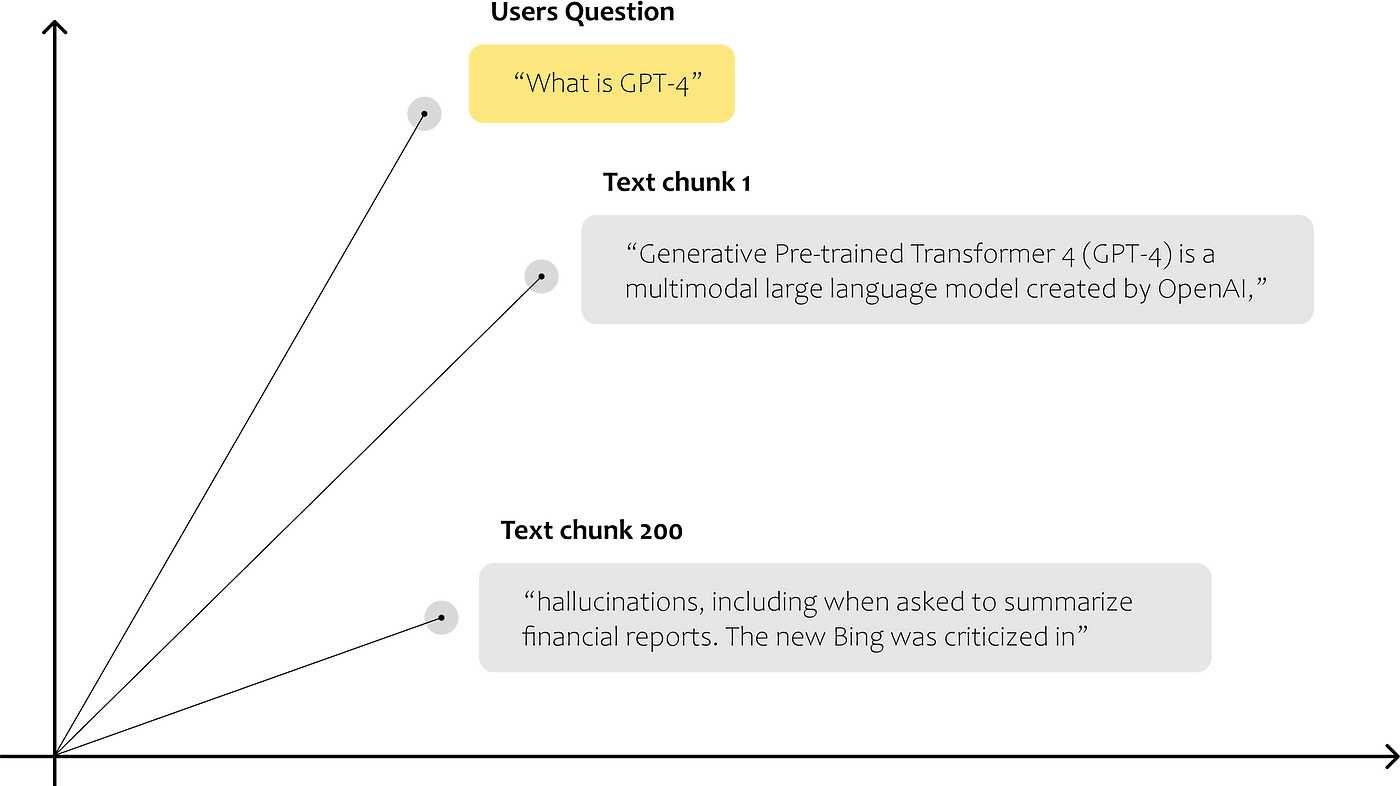 Users Question
“What is GPT-4”
Text chunk 1
“Generative Pre-trained Transformer 4 (GPT-4) is a
multimodal large language model created by OpenAI,”
Text chunk 200
“hallucinations, including when asked to summarize
financial reports. The new Bing was criticized in”